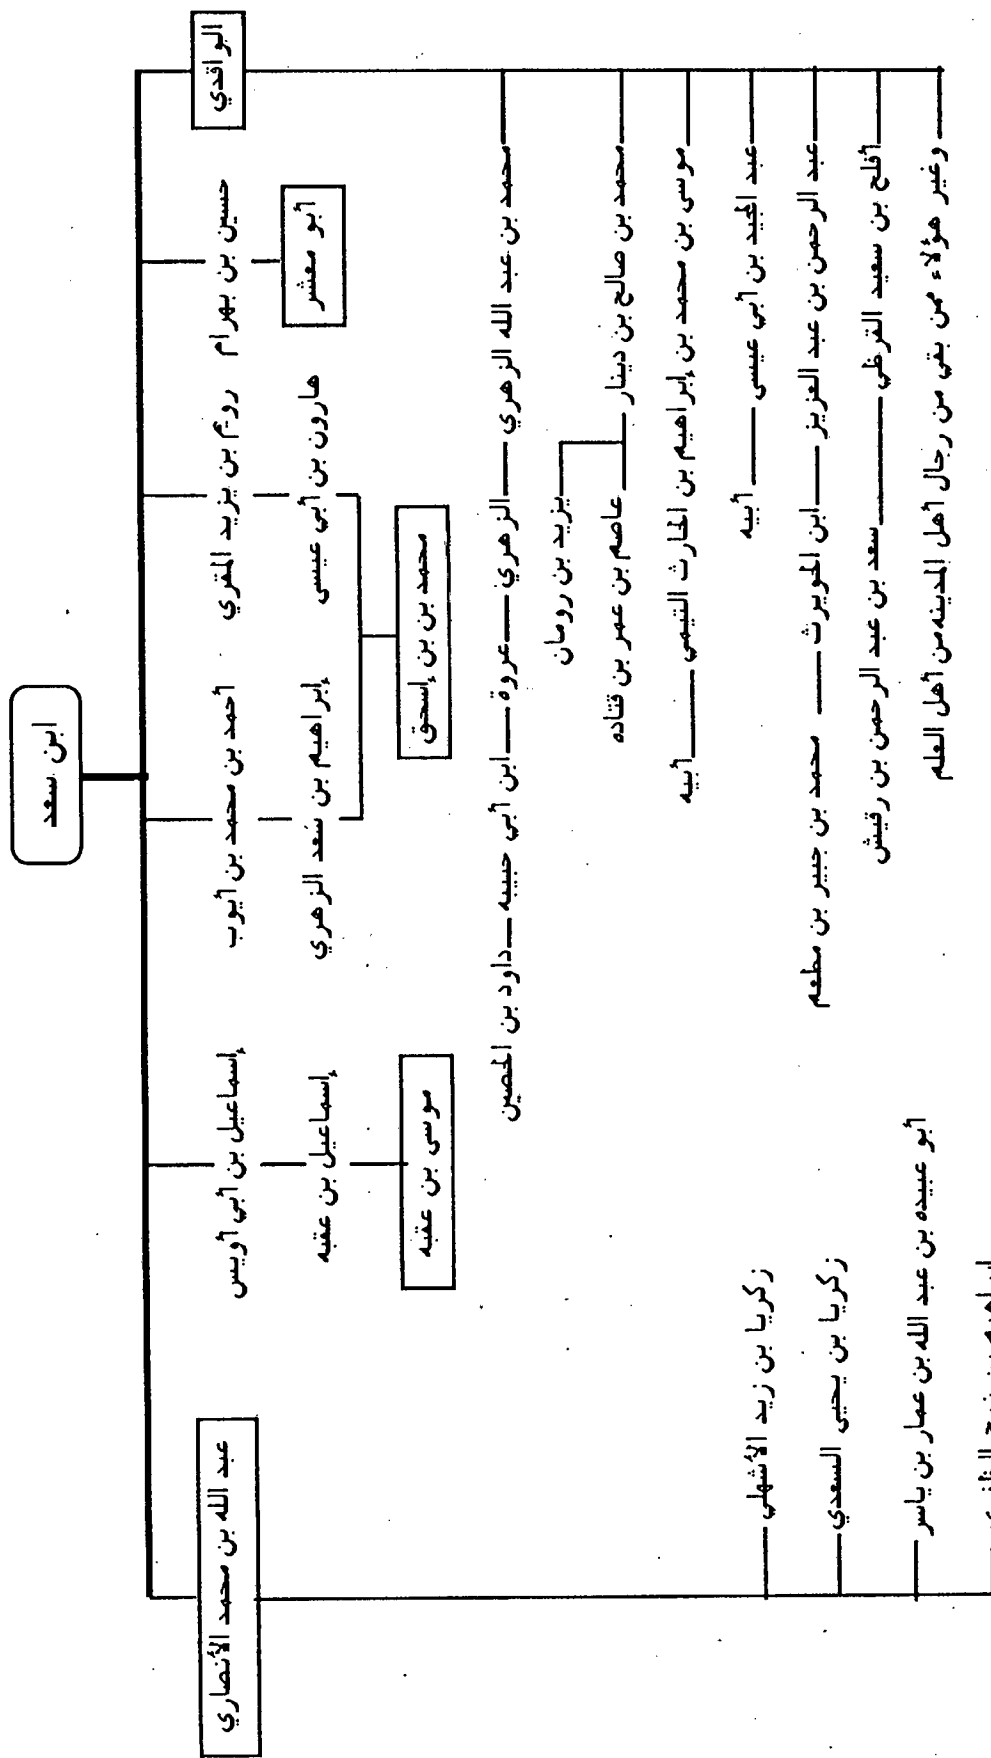 ابن سعد
الواقدي
حسين بن بهرام
أبو معشر
رويم بن يزيد المقري
هارون بن أبي عيسى
أحمد بن محمد بن أيوب
إبراهيم بن سعد الزهري
محمد بن بن إسحق
إسماعيل بن أبي أويس
إسماعيل بن عقبه
موسى بن عقبه
عبد الله بن محمد الأنصاري
محمد بن عبد الله الزهري — الزهري — عروة — ابن أبي حبيبه — داود بن الحصين
يزيد بن رومان
محمد بن صالح بن دينار — عاصم بن عمر بن قتاده
موسى بن محمد بن إبراهيم بن الحارث التيمي — أبيه
عبد المجيد بن أبي عيسى — أبيه
عبد الرحمن بن عبد العزيز — ابن الحويرث — محمد بن جبير بن مطعم
أفلح بن سعيد القرظي — سعد بن عبد الرحمن بن رقيش
وغير هؤلاء ممن بقي من رجال أهل المدينه من أهل العلم
زكريا بن زيد الأشهلي
زكريا بن يحيى السعدي
أبو عبيده بن عبد الله بن عمار بن ياسر